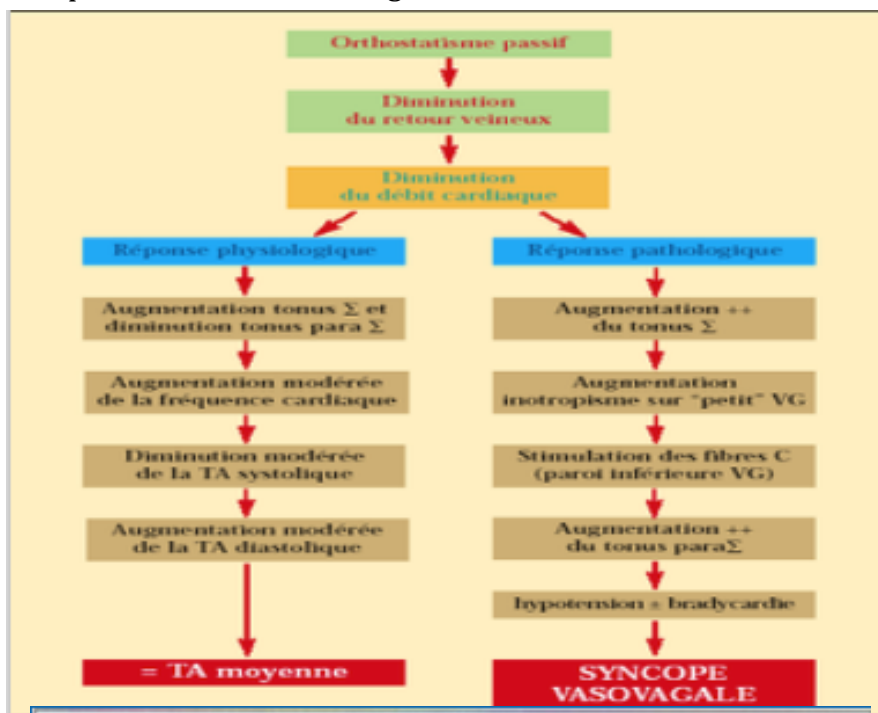 Orthostatisme passif
Diminution
du retour veineux
Diminution
du débit cardiaque
Réponse physiologique
Augmentation tonus Σ et
diminution tonus para Σ
Augmentation modérée
de la fréquence cardiaque
Diminution modérée
de la TA systolique
Augmentation modérée
de la TA diastolique
= TA moyenne
Réponse pathologique
Augmentation ++
du tonus Σ
Augmentation
inotropisme sur "petit" VG
Stimulation des fibres C
(paroi inférieure VG)
Augmentation ++
du tonus paraΣ
hypotension ± bradycardie
SYNCOPE
VASOVAGALE